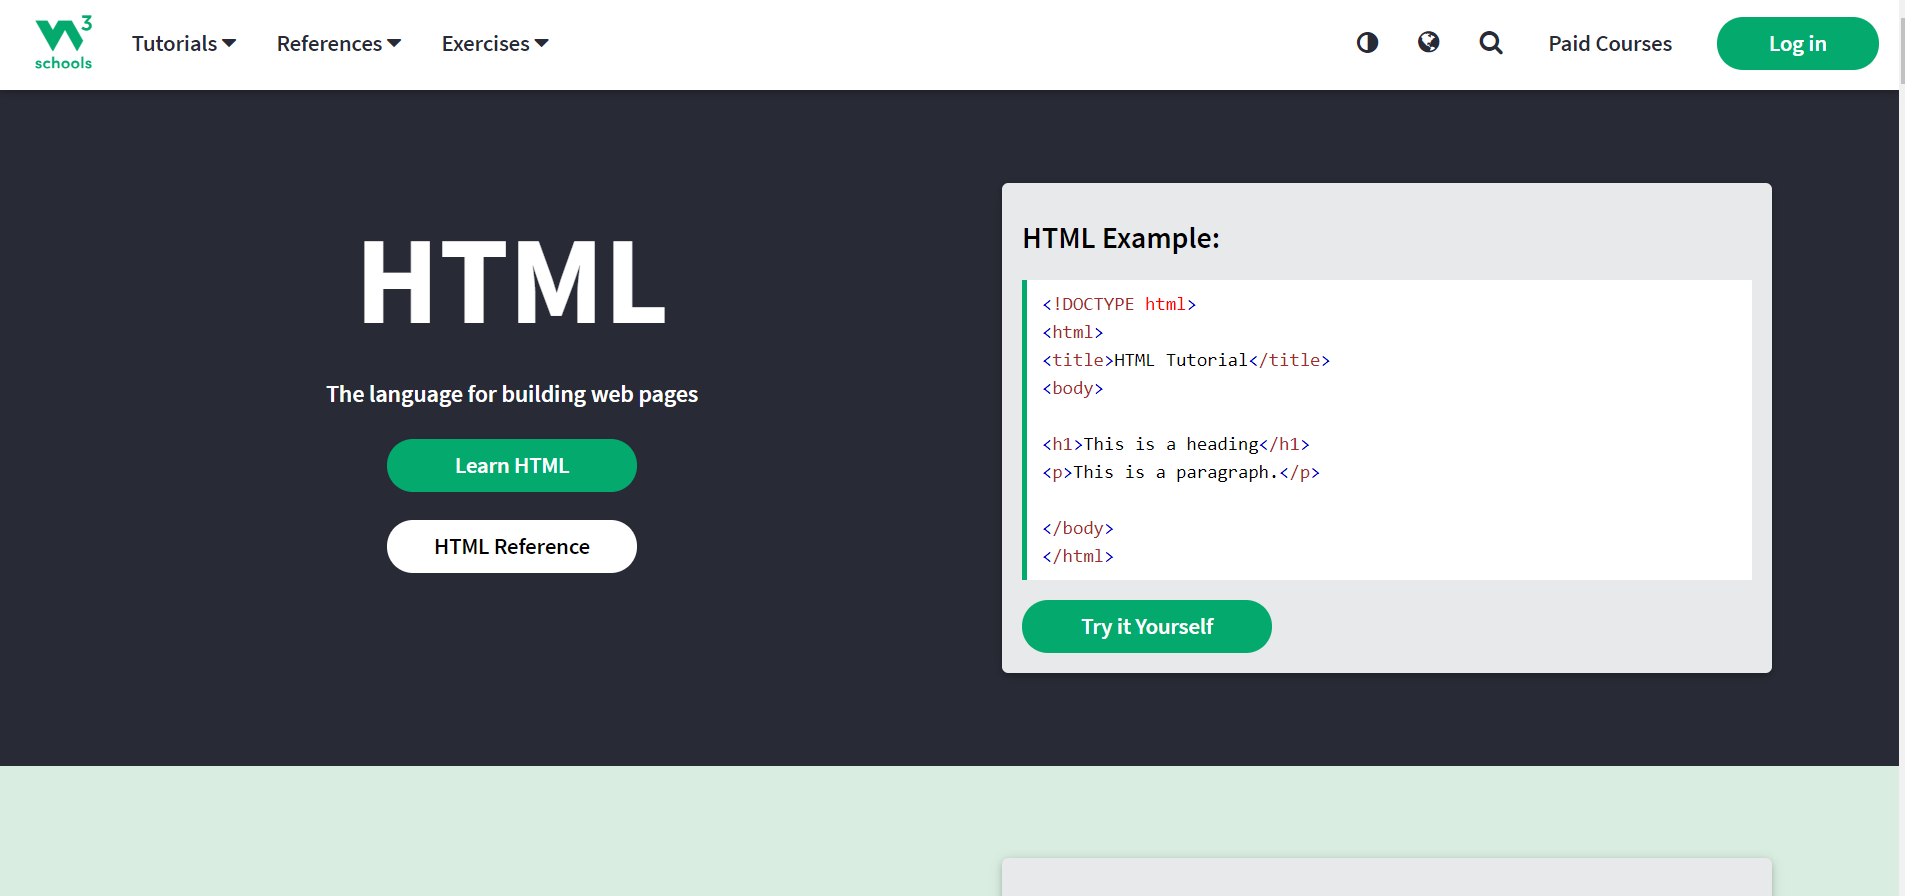 3
schools
Tutorials
References
Exercises
Paid Courses
Log in
HTML
The language for building web pages
Learn HTML
HTML Reference
HTML Example:
<!DOCTYPE html>
<html>
<title>HTML Tutorial</title>
<body>
<h1>This is a heading</h1>
<p>This is a paragraph.</p>
</body>
</html>
Try it Yourself